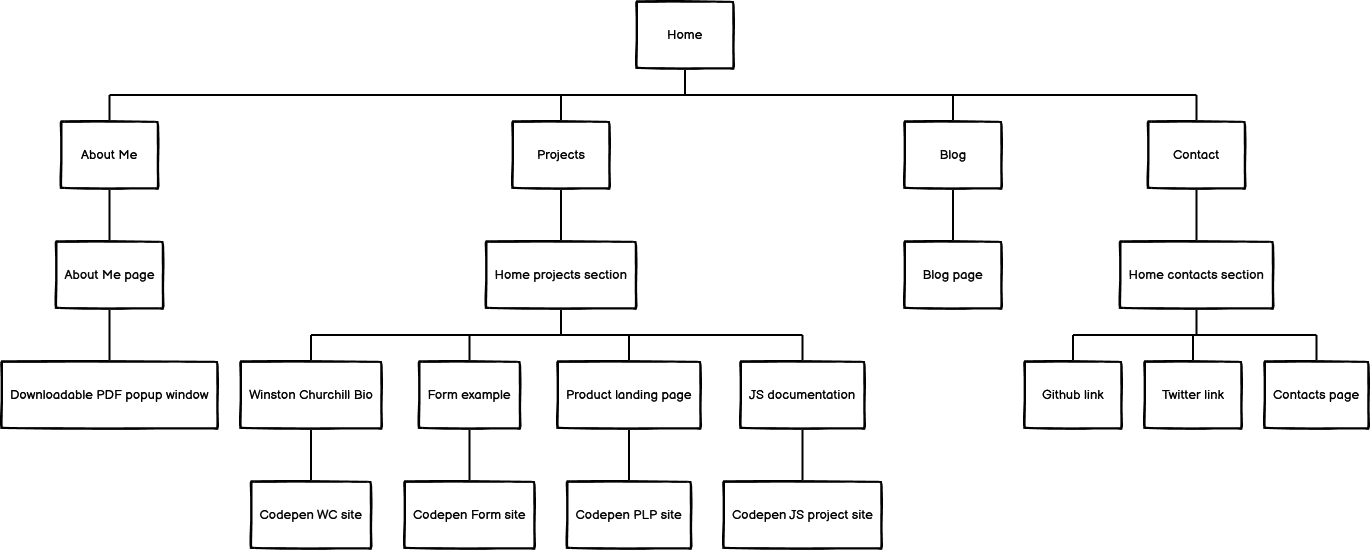 Home
About Me
Projects
Blog
Contact
About Me page
Home projects section
Blog page
Home contacts section
Downloadable PDF popup window
Winston Churchill Bio
Form example
Product landing page
JS documentation
Github link
Twitter link
Contacts page
Codepen WC site
Codepen Form site
Codepen PLP site
Codepen JS project site